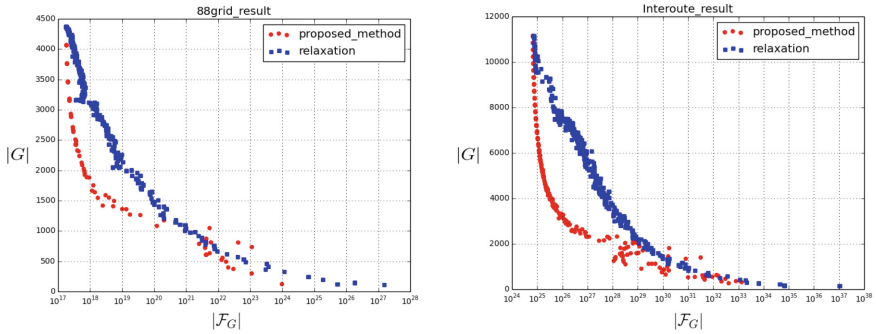 88grid_result
4500
4000
3500
3000
2500
2000
1500
1000
500
0
|G|
proposed_method
relaxation
10^17 10^18 10^19 10^20 10^21 10^22 10^23 10^24 10^25 10^26 10^27 10^28
|\mathcal{F}_G|
Interoute_result
12000
10000
8000
6000
4000
2000
0
|G|
proposed_method
relaxation
10^24 10^25 10^26 10^27 10^28 10^29 10^30 10^31 10^32 10^33 10^34 10^35 10^36 10^37 10^38
|\mathcal{F}_G|